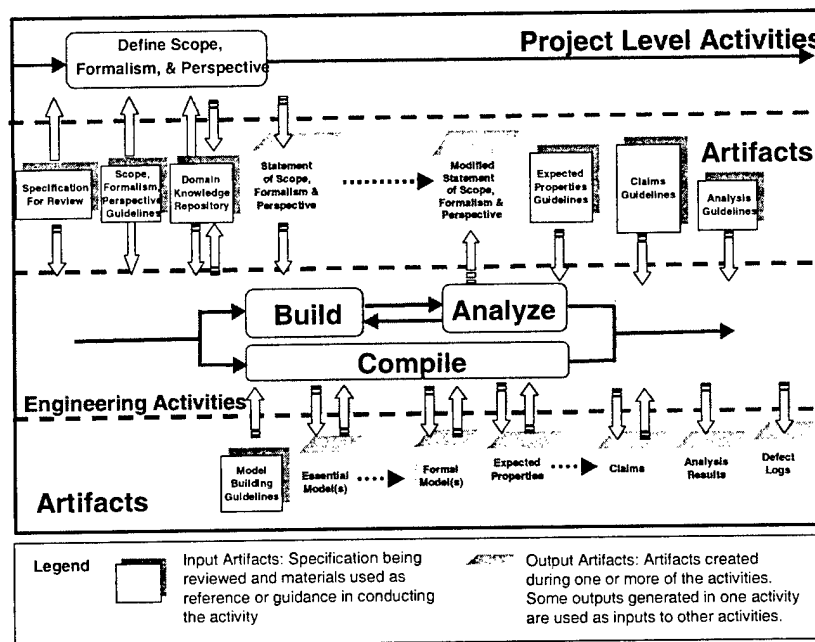 Define Scope,
Formalism, & Perspective
Project Level Activities
Artifacts
Specification
For Review
Scope,
Formalism,
Perspective
Guidelines
Domain
Knowledge
Repository
Statement
of Scope,
Formalism &
Perspective
Modified
Statement
of Scope,
Formalism
& Perspective
Expected
Properties
Guidelines
Claims
Guidelines
Analysis
Guidelines
Build
Analyze
Compile
Engineering Activities
Artifacts
Model
Building
Guidelines
Essential
Model(s)
Formal
Model(s)
Expected
Properties
Claims
Analysis
Results
Defect
Logs
Legend
Input Artifacts: Specification being
reviewed and materials used as
reference or guidance in conducting
the activity
Output Artifacts: Artifacts created
during one or more of the activities.
Some outputs generated in one activity
are used as inputs to other activities.